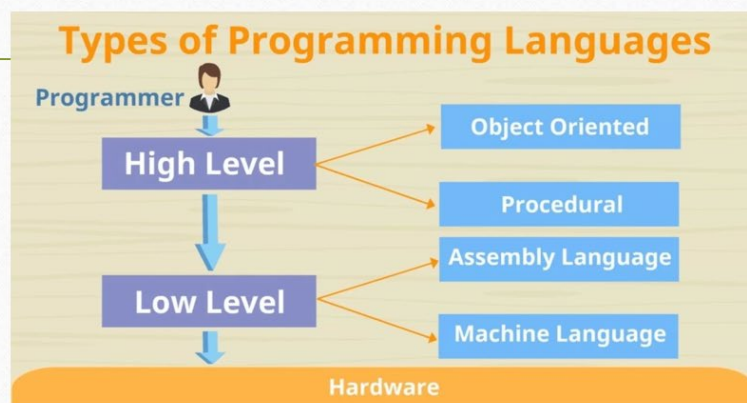 Types of Programming Languages
Programmer
High Level
Object Oriented
Procedural
Low Level
Assembly Language
Machine Language
Hardware